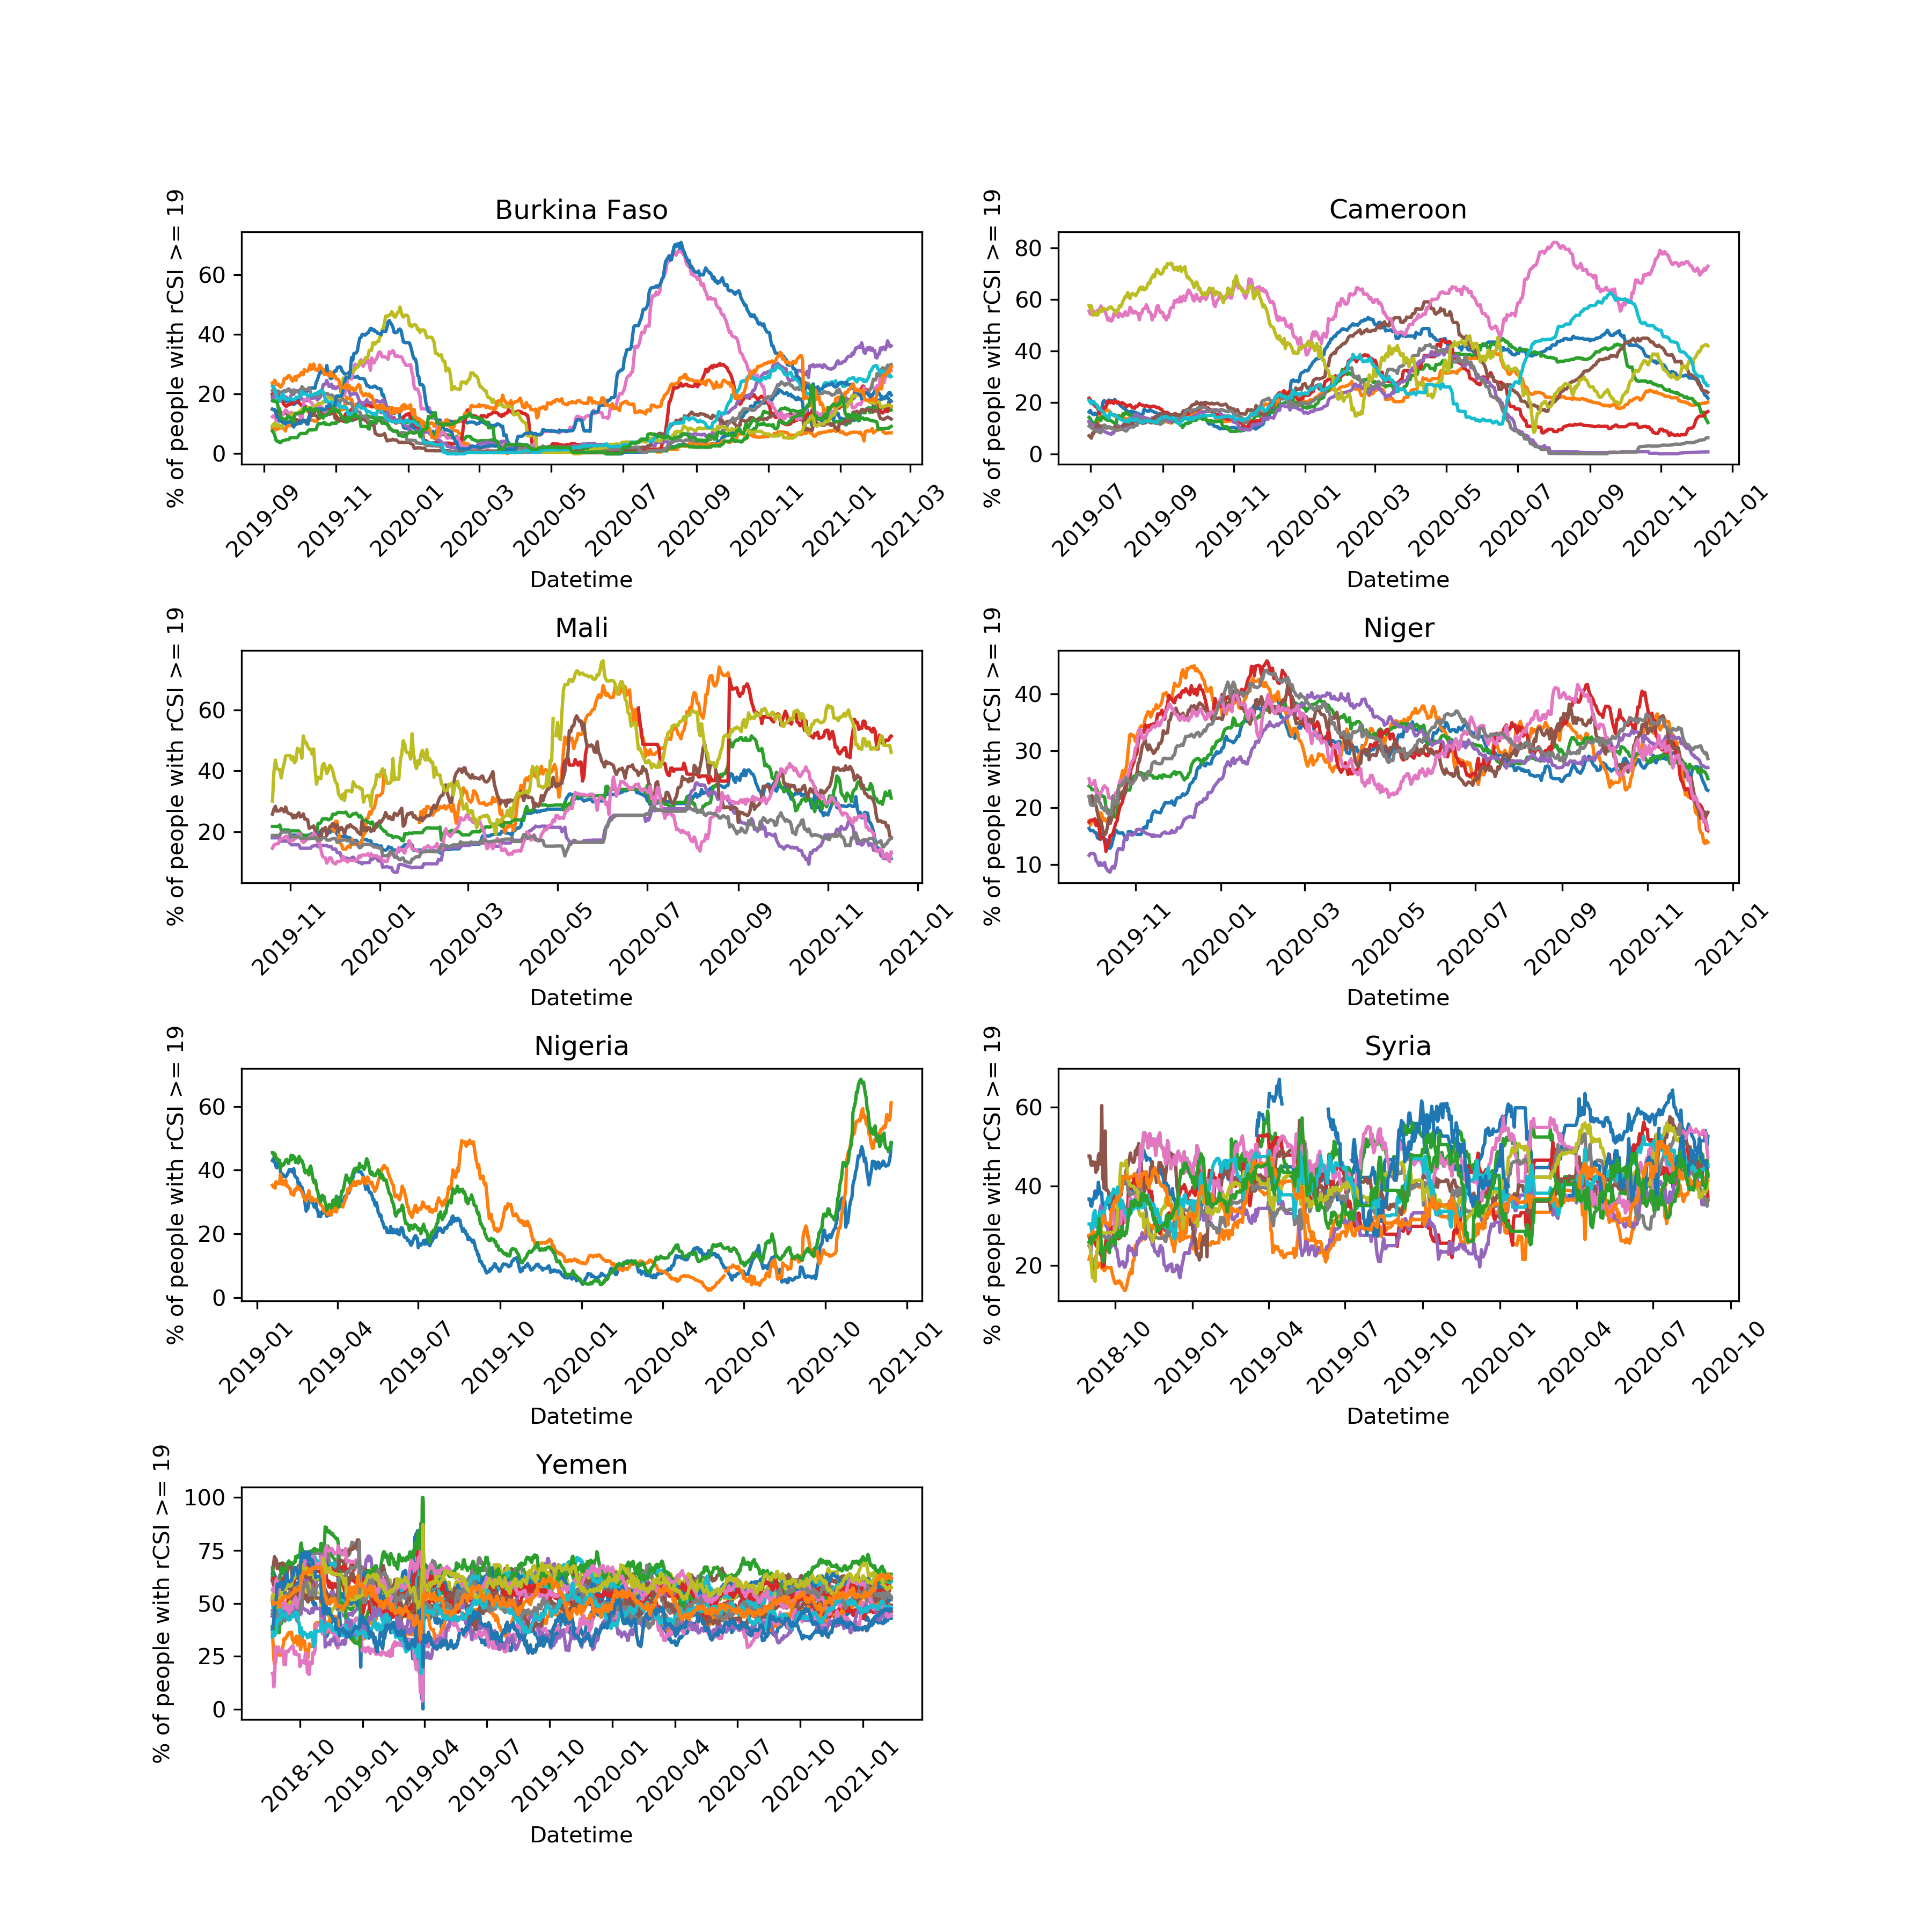 Burkina Faso
% of people with rCSI >= 19
60
40
20
0
2019-09 2019-11 2020-01 2020-03 2020-05 2020-07 2020-09 2020-11 2021-01 2021-03
Datetime
Cameroon
% of people with rCSI >= 19
80
60
40
20
0
2019-07 2019-09 2019-11 2020-01 2020-03 2020-05 2020-07 2020-09 2020-11 2021-01
Datetime
Mali
% of people with rCSI >= 19
60
40
20
2019-11 2020-01 2020-03 2020-05 2020-07 2020-09 2020-11 2021-01
Datetime
Niger
% of people with rCSI >= 19
40
30
20
10
2019-11 2020-01 2020-03 2020-05 2020-07 2020-09 2020-11 2021-01
Datetime
Nigeria
% of people with rCSI >= 19
60
40
20
0
2019-01 2019-04 2019-07 2019-10 2020-01 2020-04 2020-07 2020-10 2021-01
Datetime
Syria
% of people with rCSI >= 19
60
40
20
2018-10 2019-01 2019-04 2019-07 2019-10 2020-01 2020-04 2020-07 2020-10
Datetime
Yemen
% of people with rCSI >= 19
100
75
50
25
0
2018-10 2019-01 2019-04 2019-07 2019-10 2020-01 2020-04 2020-07 2020-10 2021-01
Datetime